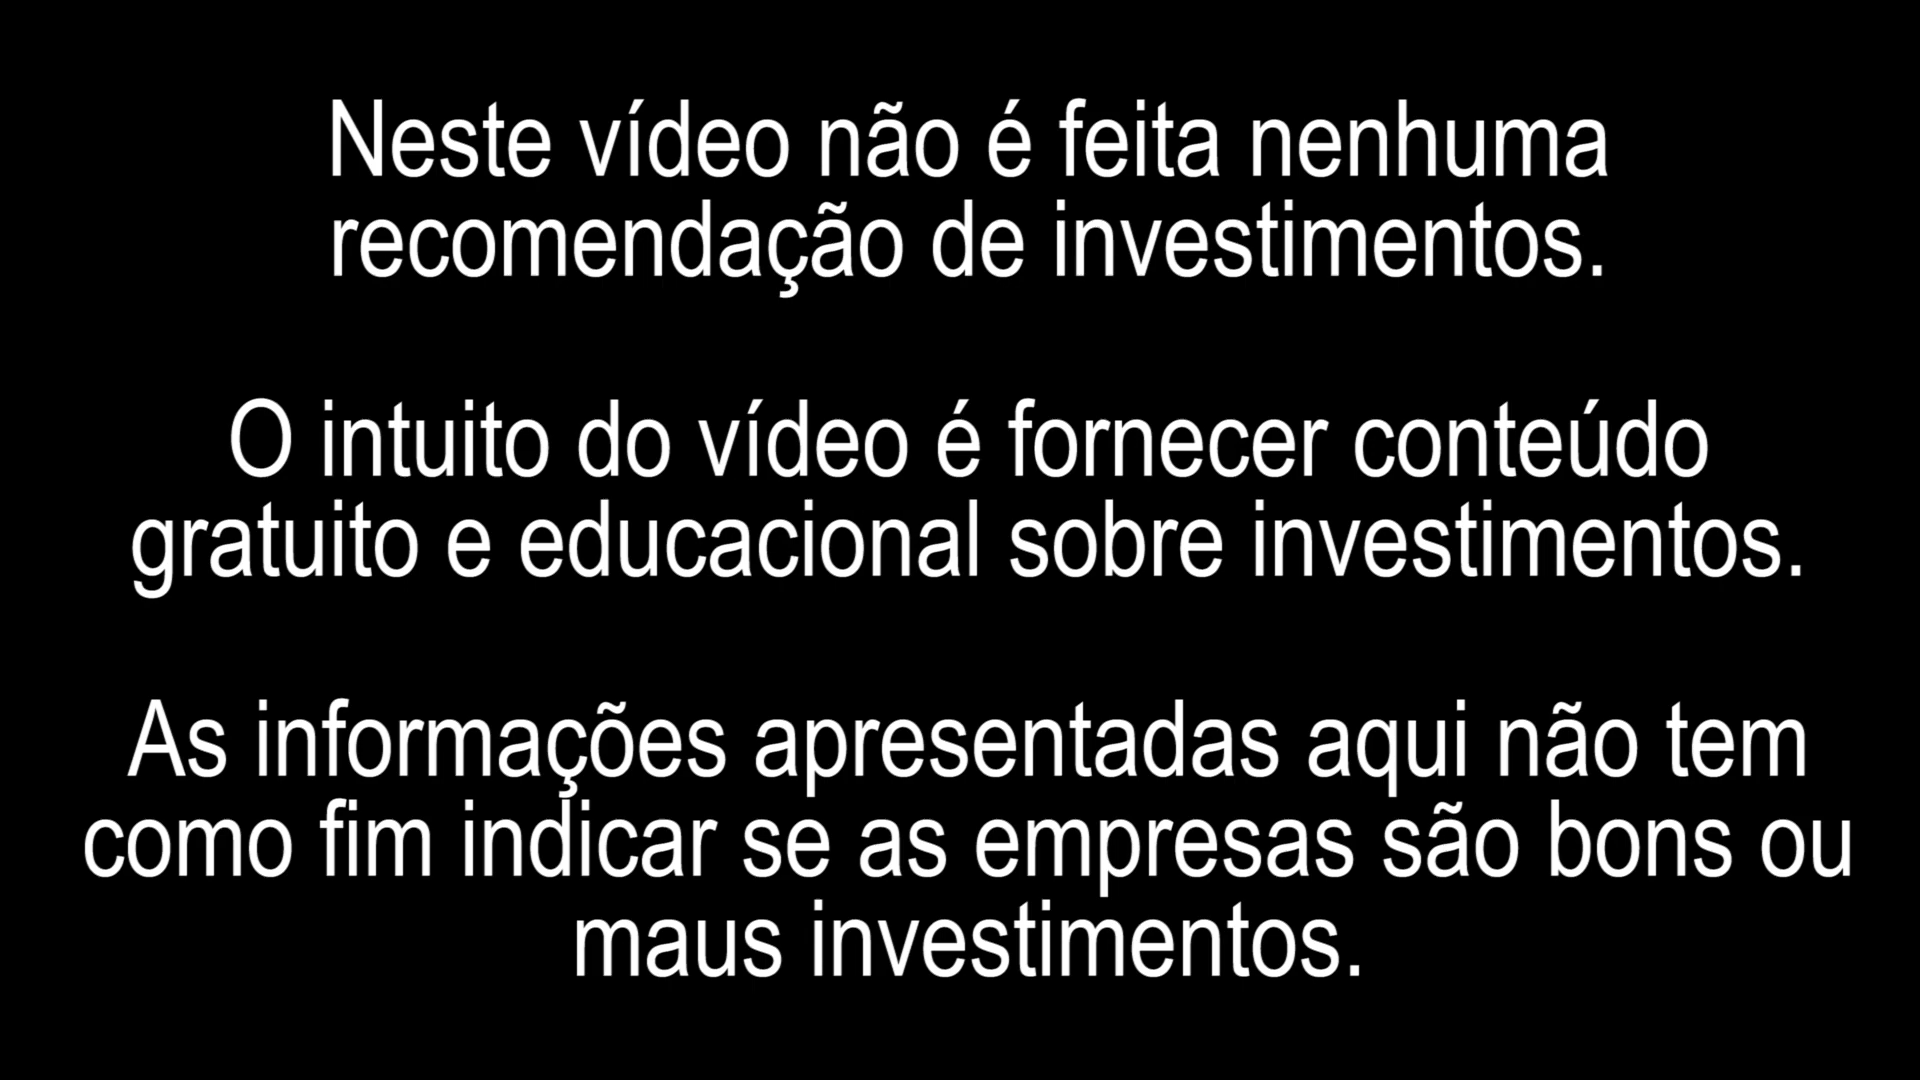 Neste vídeo não é feita nenhuma
recomendação de investimentos.
O intuito do vídeo é fornecer conteúdo
gratuito e educacional sobre investimentos.
As informações apresentadas aqui não tem
como fim indicar se as empresas são bons ou
maus investimentos.